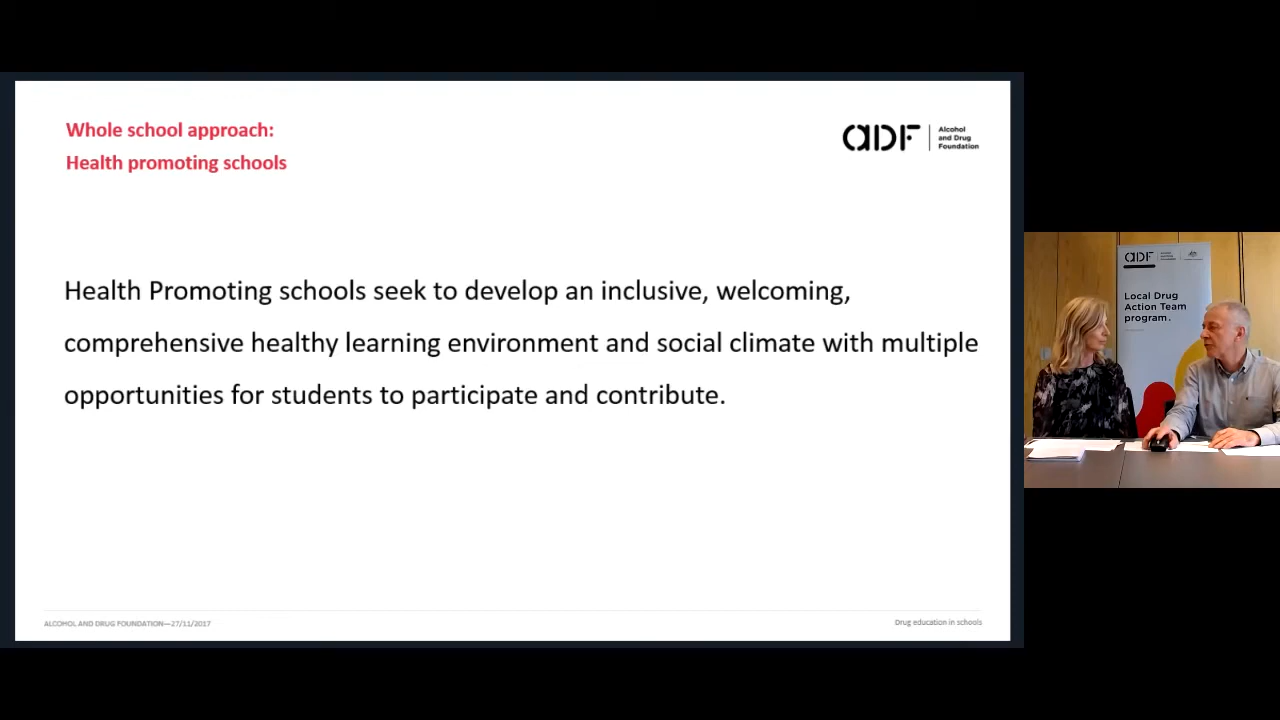 Whole school approach:
Health promoting schools
ADF
Alcohol
and Drug
Foundation
Health Promoting schools seek to develop an inclusive, welcoming,
comprehensive healthy learning environment and social climate with multiple
opportunities for students to participate and contribute.
ALCOHOL AND DRUG FOUNDATION—27/11/2017
Drug education in schools
ADF
Local Drug
Action Team
program.